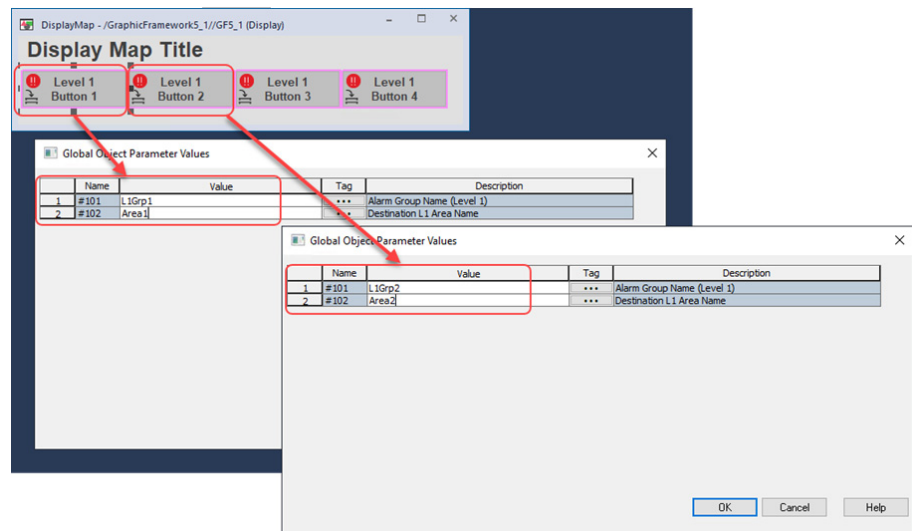 DisplayMap - /GraphicFramework5_1//GF5_1 (Display)
Display Map Title
Level 1 Button 1
Level 1 Button 2
Level 1 Button 3
Level 1 Button 4
Global Object Parameter Values
Name Value Tag Description
1 #101 L1Grp1 ... Alarm Group Name (Level 1)
2 #102 Area1 ... Destination L1 Area Name
Global Object Parameter Values
Name Value Tag Description
1 #101 L1Grp2 ... Alarm Group Name (Level 1)
2 #102 Area2 ... Destination L1 Area Name
OK Cancel Help